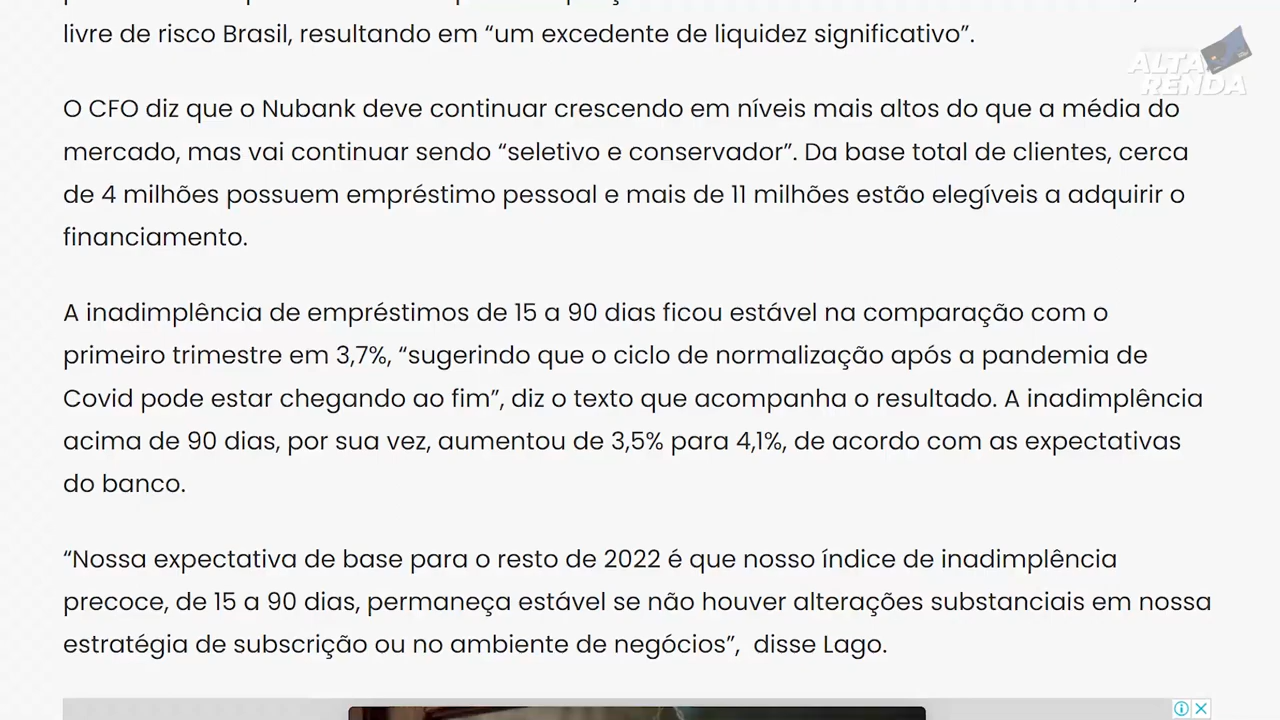 livre de risco Brasil, resultando em “um excedente de liquidez significativo”.
ALTA
RENDA
O CFO diz que o Nubank deve continuar crescendo em níveis mais altos do que a média do
mercado, mas vai continuar sendo “seletivo e conservador”. Da base total de clientes, cerca
de 4 milhões possuem empréstimo pessoal e mais de 11 milhões estão elegíveis a adquirir o
financiamento.
A inadimplência de empréstimos de 15 a 90 dias ficou estável na comparação com o
primeiro trimestre em 3,7%, “sugerindo que o ciclo de normalização após a pandemia de
Covid pode estar chegando ao fim”, diz o texto que acompanha o resultado. A inadimplência
acima de 90 dias, por sua vez, aumentou de 3,5% para 4,1%, de acordo com as expectativas
do banco.
“Nossa expectativa de base para o resto de 2022 é que nosso índice de inadimplência
precoce, de 15 a 90 dias, permaneça estável se não houver alterações substanciais em nossa
estratégia de subscrição ou no ambiente de negócios”,  disse Lago.